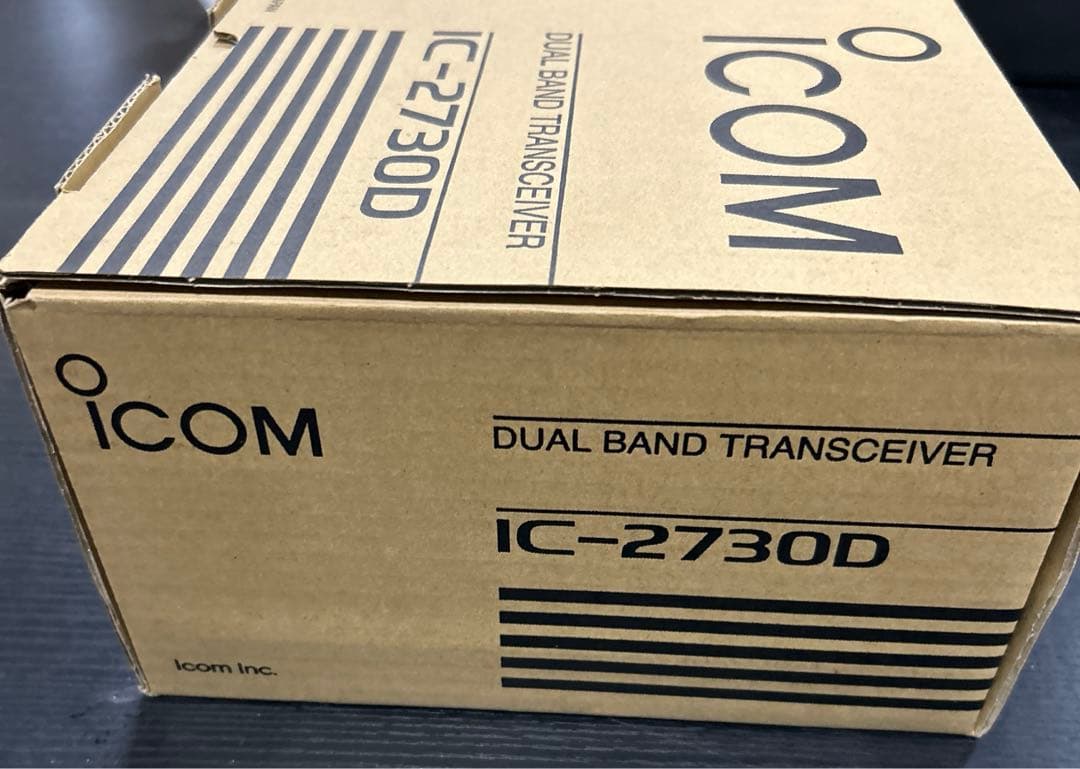 ICOM
DUAL BAND TRANSCEIVER
IC-2730D
ICOM
DUAL BAND TRANSCEIVER
IC-2730D
Icom Inc.